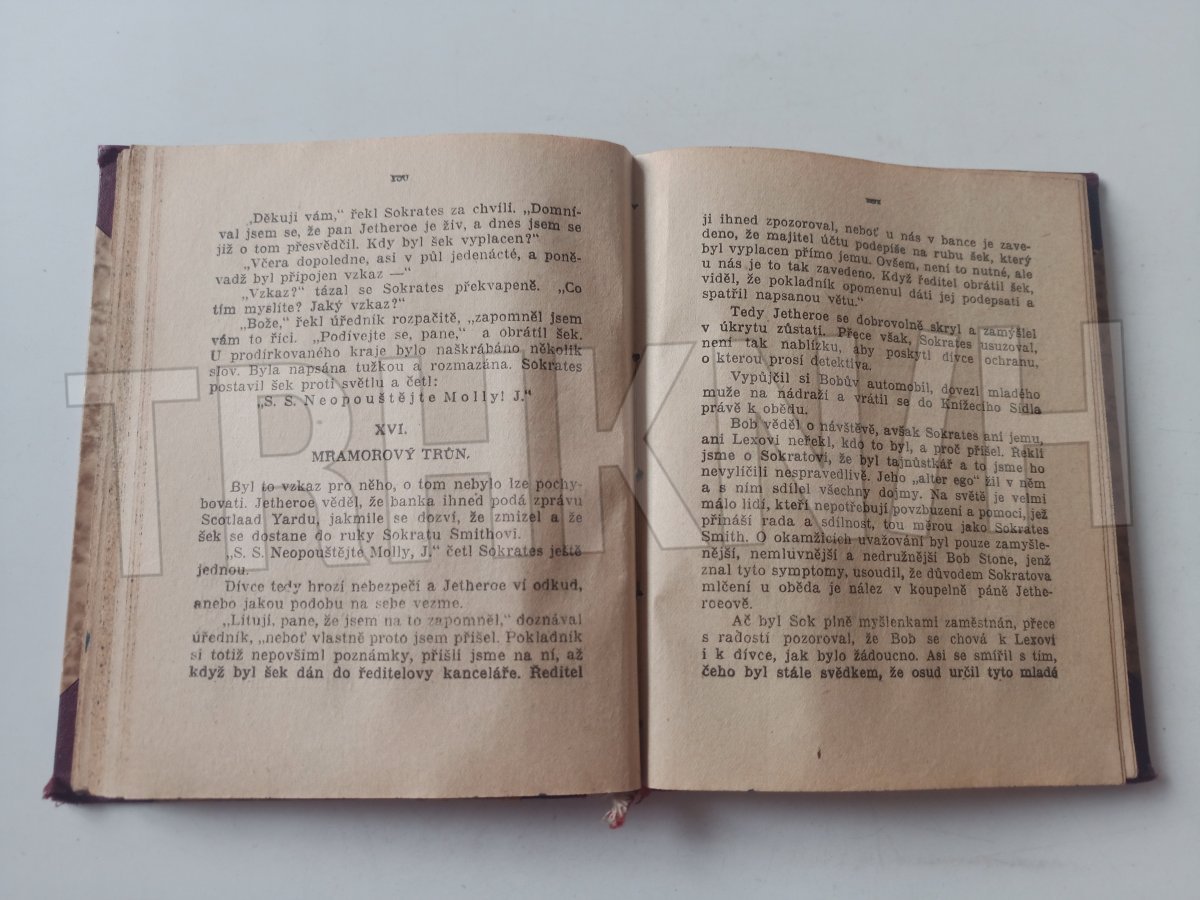 „Děkuji vám,“ řekl Sokrates za chvíli. „Domní-
val jsem se, že pan Jetheroe je živ, a dnes jsem se
již o tom přesvědčil. Kdy byl šek vyplacen?“
„Včera dopoledne, asi v půl jedenácté, a poně-
vadž byl připojen vzkaz —“
„Vzkaz?“ tázal se Sokrates překvapeně. „Co
tím myslíte? Jaký vzkaz?“
„Bože,“ řekl úředník rozpačitě, „zapomněl jsem
vám to říci. „Podívejte se, pane,“ a obrátil šek.
U prodírkovaného kraje bylo naškrábáno několik
slov. Byla napsána tužkou a rozmazána. Sokrates
postavil šek proti světlu a četl:
„S. S. Neopouštějte Molly! J.“
XVI.
MRAMOROVÝ TRŮN.
Byl to vzkaz pro něho, o tom nebylo lze pochy-
bovati. Jetheroe věděl, že banka ihned podá zprávu
Scotlaad Yardu, jakmile se dozví, že zmizel a že
šek se dostane do ruky Sokratu Smithovi.
„S. S. Neopouštějte Molly, J.“ četl Sokrates ještě
jednou.
Dívce tedy hrozí nebezpečí a Jetheroe ví odkud,
anebo jakou podobu na sebe vezme.
„Lituji, pane, že jsem na to zapomněl,“ doznával
úředník, „neboť vlastně proto jsem přišel. Pokladník
si totiž nepovšiml poznámky, přišli jsme na ní, až
když byl šek dán do ředitelovy kanceláře. Ředitel
ji ihned zpozoroval, neboť u nás v bance je zave-
deno, že majitel účtu podepíše na rubu šek, který
byl vyplacen přímo jemu. Ovšem, není to nutné, ale
u nás je to tak zavedeno. Když ředitel obrátil šek,
viděl, že pokladník opomenul dáti jej podepsati a
spatřil napsanou větu.“
Tedy Jetheroe se dobrovolně skryl a zamýšlel
v úkrytu zůstati. Přece však, Sokrates usuzoval,
není tak nablízku, aby poskytl dívce ochranu,
o kterou prosí detektiva.
Vypůjčil si Bobův automobil, dovezl mladého
muže na nádraží a vrátil se do Knížecího Sídla
právě k obědu.
Bob věděl o návštěvě, avšak Sokrates ani jemu,
ani Lexovi neřekl, kdo to byl, a proč přišel. Řekli
jsme o Sokratovi, že byl tajnůstkář a to jsme ho
nevylíčili nespravedlivě. Jeho „alter ego“ žil v něm
a s ním sdílel všechny dojmy. Na světě je velmi
málo lidí, kteří nepotřebují povzbuzení a pomoci, jež
přináší rada a sdílnost, tou měrou jako Sokrates
Smith. O okamžicích uvažování byl pouze zamyšle-
nější, nemluvnější a nedružnější Bob Stone, jenž
znal tyto symptomy, usoudil, že důvodem Sokratova
mlčení u oběda je nález v koupelně páně Jethe-
roeově.
Ač byl Sok plně myšlenkami zaměstnán, přece
s radostí pozoroval, že Bob se chová k Lexovi
i k dívce, jak bylo žádoucno. Asi se smířil s tím,
čeho byl stále svědkem, že osud určil tyto mladé
TRHKNIH